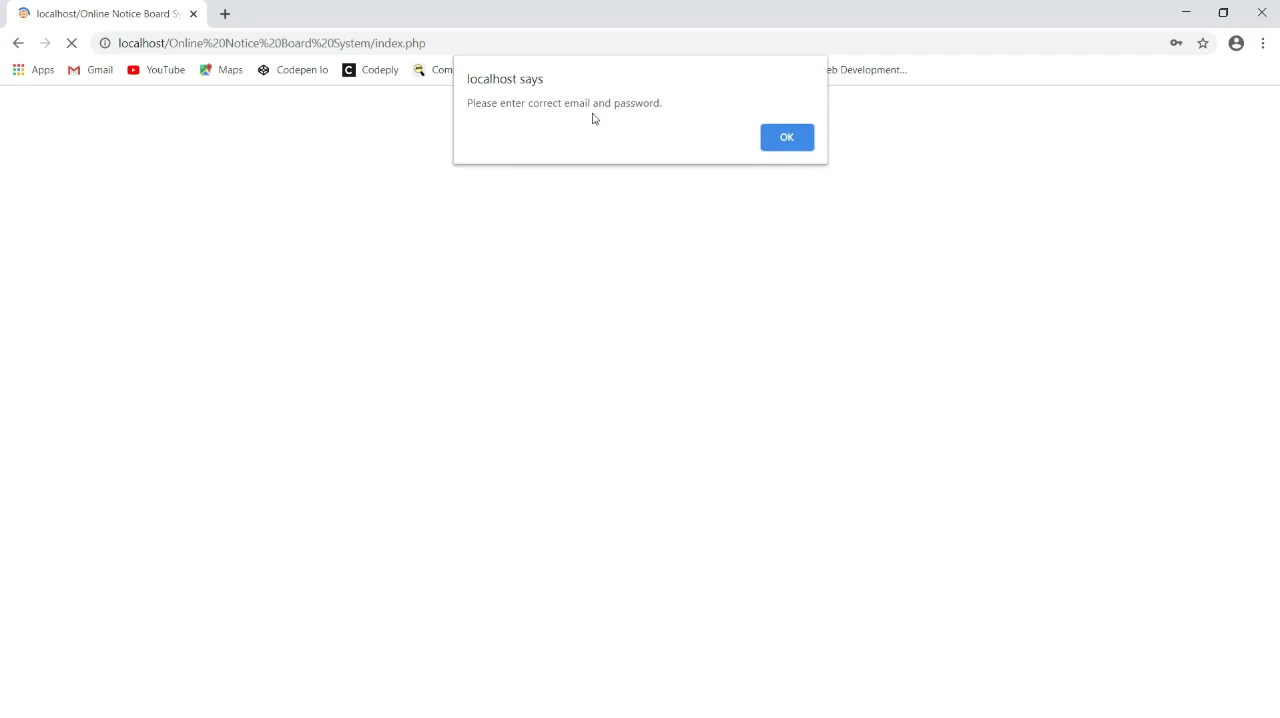 localhost/Online Notice Board Sy
localhost/Online%20Notice%20Board%20System/index.php
Apps Gmail YouTube Maps Codepen Io C Codeply Com eb Development...
localhost says
Please enter correct email and password.
OK